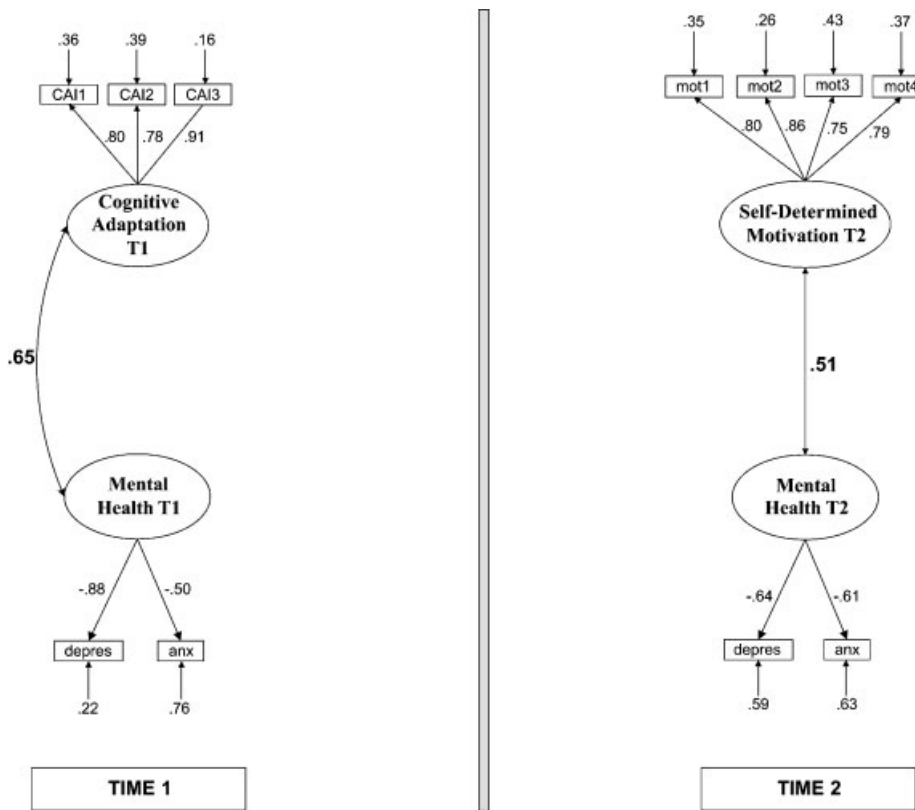 .36 .39 .16
CAI1 CAI2 CAI3
.80 .78 .91
Cognitive
Adaptation
T1
.65
Mental
Health T1
-.88 -.50
depres anx
.22 .76
TIME 1
.35 .26 .43 .37
mot1 mot2 mot3 mot4
.80 .86 .75 .79
Self-Determined
Motivation T2
.51
Mental
Health T2
-.64 -.61
depres anx
.59 .63
TIME 2